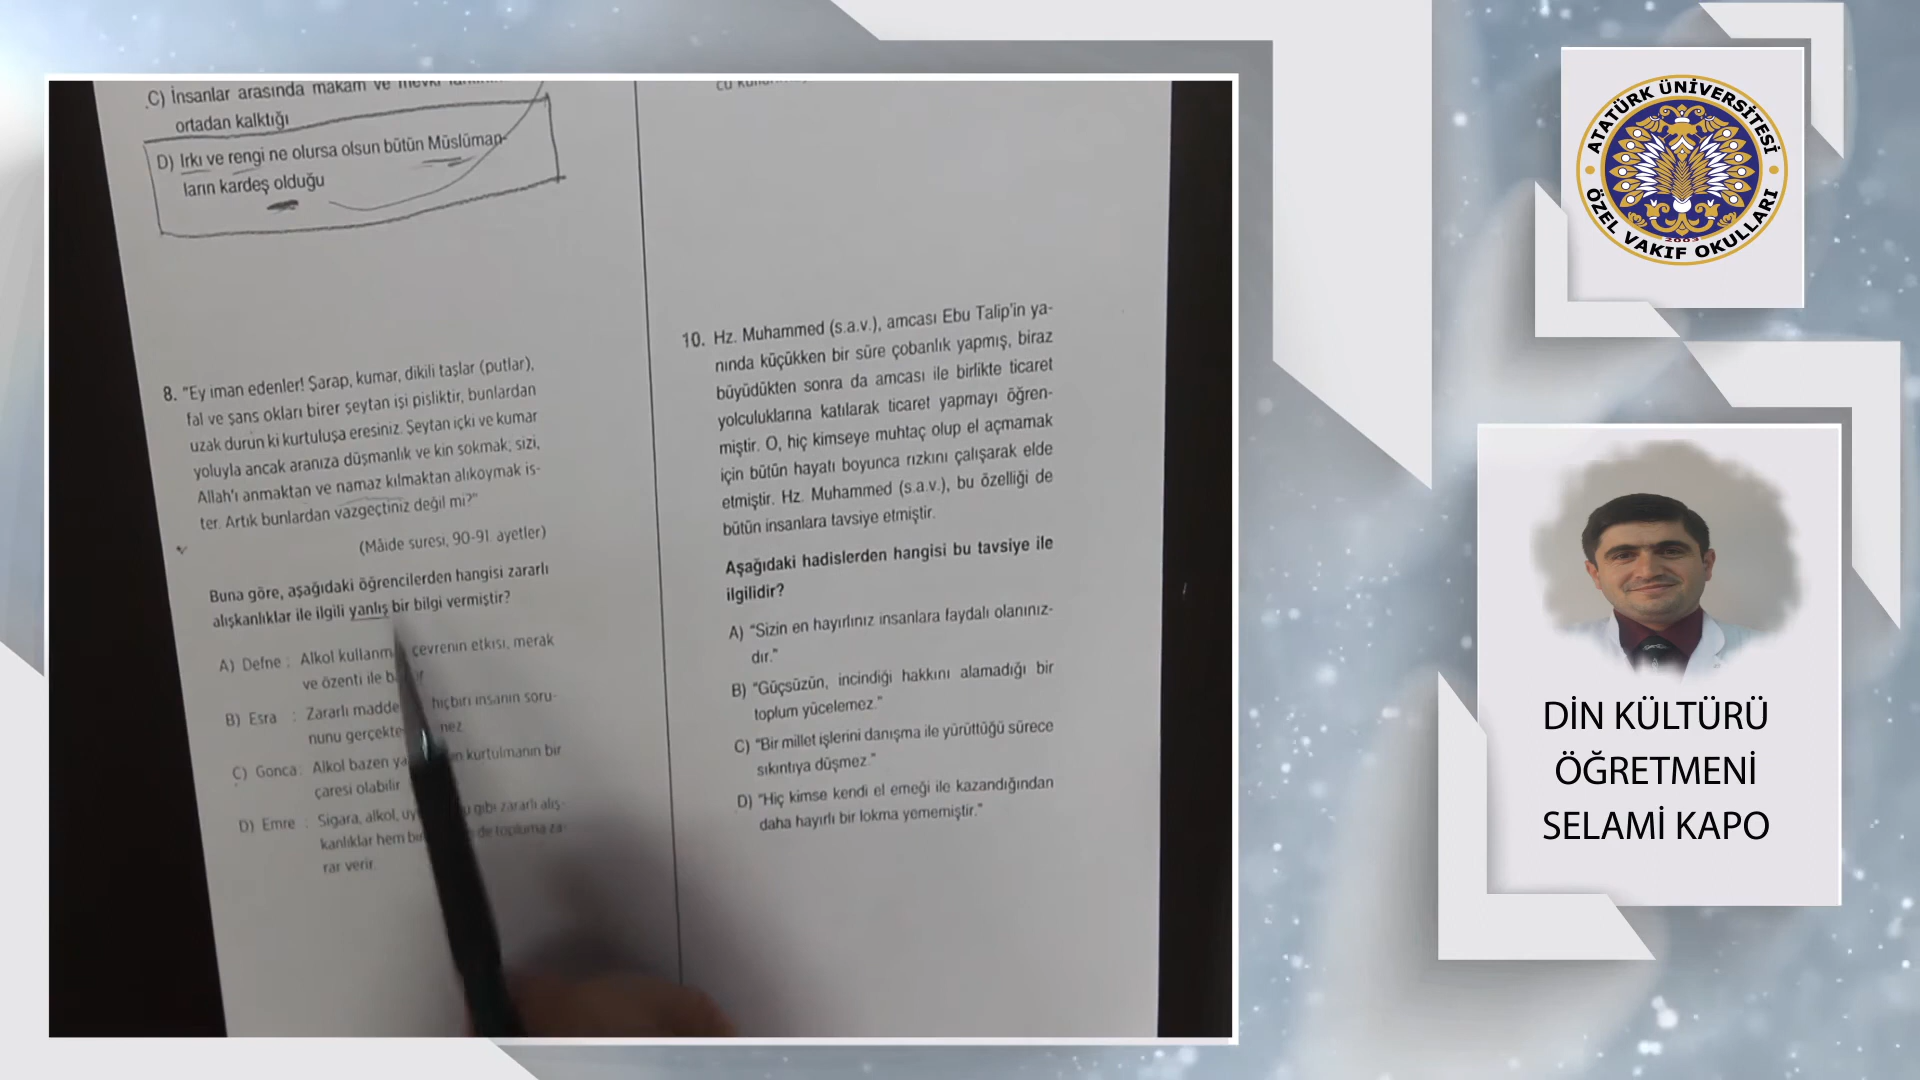 C) İnsanlar arasında makam ve mevki
ortadan kalktığı
D) Irkı ve rengi ne olursa olsun bütün Müslüman-
ların kardeş olduğu
8. "Ey iman edenler! Şarap, kumar, dikili taşlar (putlar),
fal ve şans okları birer şeytan işi pisliktir, bunlardan
uzak durun ki kurtuluşa eresiniz. Şeytan içki ve kumar
yoluyla ancak aranıza düşmanlık ve kin sokmak; sizi,
Allah'ı anmaktan ve namaz kılmaktan alıkoymak is-
ter. Artık bunlardan vazgeçtiniz değil mi?"
(Mâide suresi, 90-91. ayetler)
Buna göre, aşağıdaki öğrencilerden hangisi zararlı
alışkanlıklar ile ilgili yanlış bir bilgi vermiştir?
A) Defne : Alkol kullanm çevrenin etkisi, merak
ve özenti ile
B) Esra : Zararlı madde hiçbiri insanın soru-
nunu
C) Gonca : Alkol bazen kurtulmanın bir
çaresi olabilir.
D) Emre : Sigara, alkol, gibi zararlı alış-
kanlıklar hem de topluma za-
rar verir.
10. Hz. Muhammed (s.a.v.), amcası Ebu Talip'in ya-
nında küçükken bir süre çobanlık yapmış, biraz
büyüdükten sonra da amcası ile birlikte ticaret
yolculuklarına katılarak ticaret yapmayı öğren-
miştir. O, hiç kimseye muhtaç olup el açmamak
için bütün hayatı boyunca rızkını çalışarak elde
etmiştir. Hz. Muhammed (s.a.v.), bu özelliği de
bütün insanlara tavsiye etmiştir.
Aşağıdaki hadislerden hangisi bu tavsiye ile
ilgilidir?
A) "Sizin en hayırlınız insanlara faydalı olanınız-
dır."
B) "Güçsüzün, incindiği hakkını alamadığı bir
toplum yücelemez."
C) "Bir millet işlerini danışma ile yürüttüğü sürece
sıkıntıya düşmez."
D) "Hiç kimse kendi el emeği ile kazandığından
daha hayırlı bir lokma yememiştir."
ATATÜRK ÜNİVERSİTESİ
ÖZEL VAKIF OKULLARI
2003
DİN KÜLTÜRÜ
ÖĞRETMENİ
SELAMİ KAPO